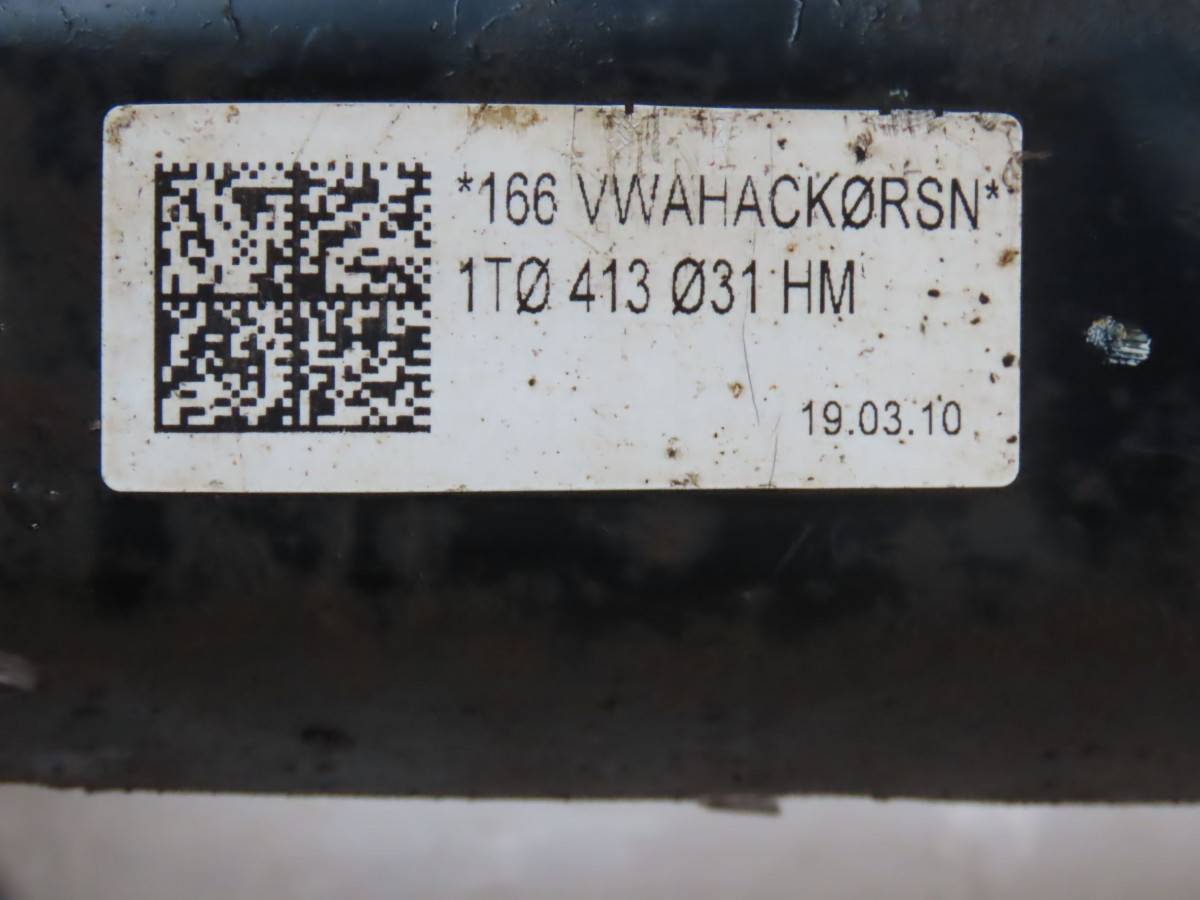 *166 VWAHACKØRSN*
1TØ 413 Ø31 HM
19.03.10